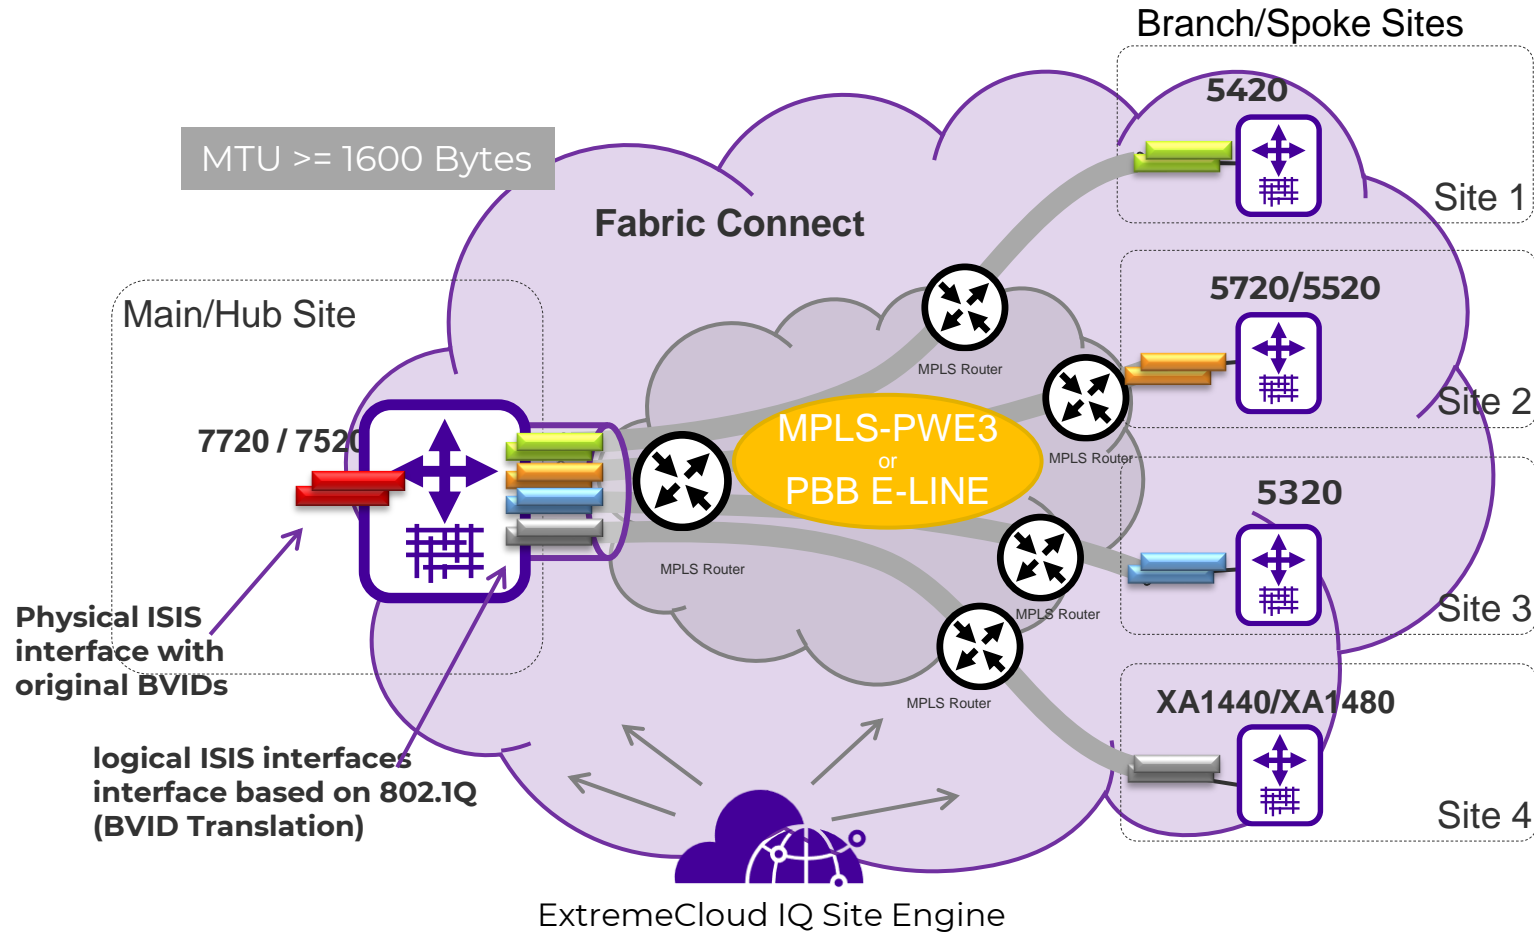 Branch/Spoke Sites
5420
MTU >= 1600 Bytes
Site 1
Fabric Connect
5720/5520
Main/Hub Site
MPLS Router
Site 2
7720 / 7520
MPLS-PWE3
or
PBB E-LINE
MPLS Router
5320
MPLS Router
Physical ISIS
interface with
original BVIDs
MPLS Router
Site 3
MPLS Router
XA1440/XA1480
logical ISIS interfaces
interface based on 802.1Q
(BVID Translation)
Site 4
ExtremeCloud IQ Site Engine